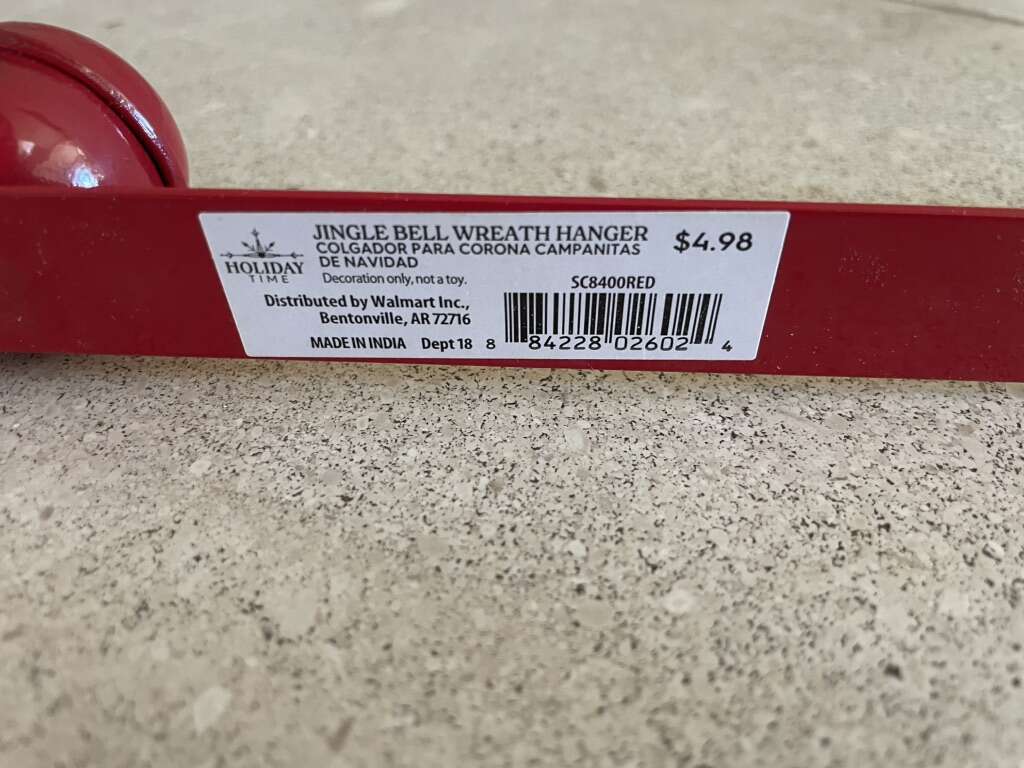 HOLIDAY
TIME
JINGLE BELL WREATH HANGER
COLGADOR PARA CORONA CAMPANITAS
DE NAVIDAD
Decoration only, not a toy.
$4.98
Distributed by Walmart Inc.,
Bentonville, AR 72716
MADE IN INDIA Dept 18
SC8400RED
8 84228 02602 4